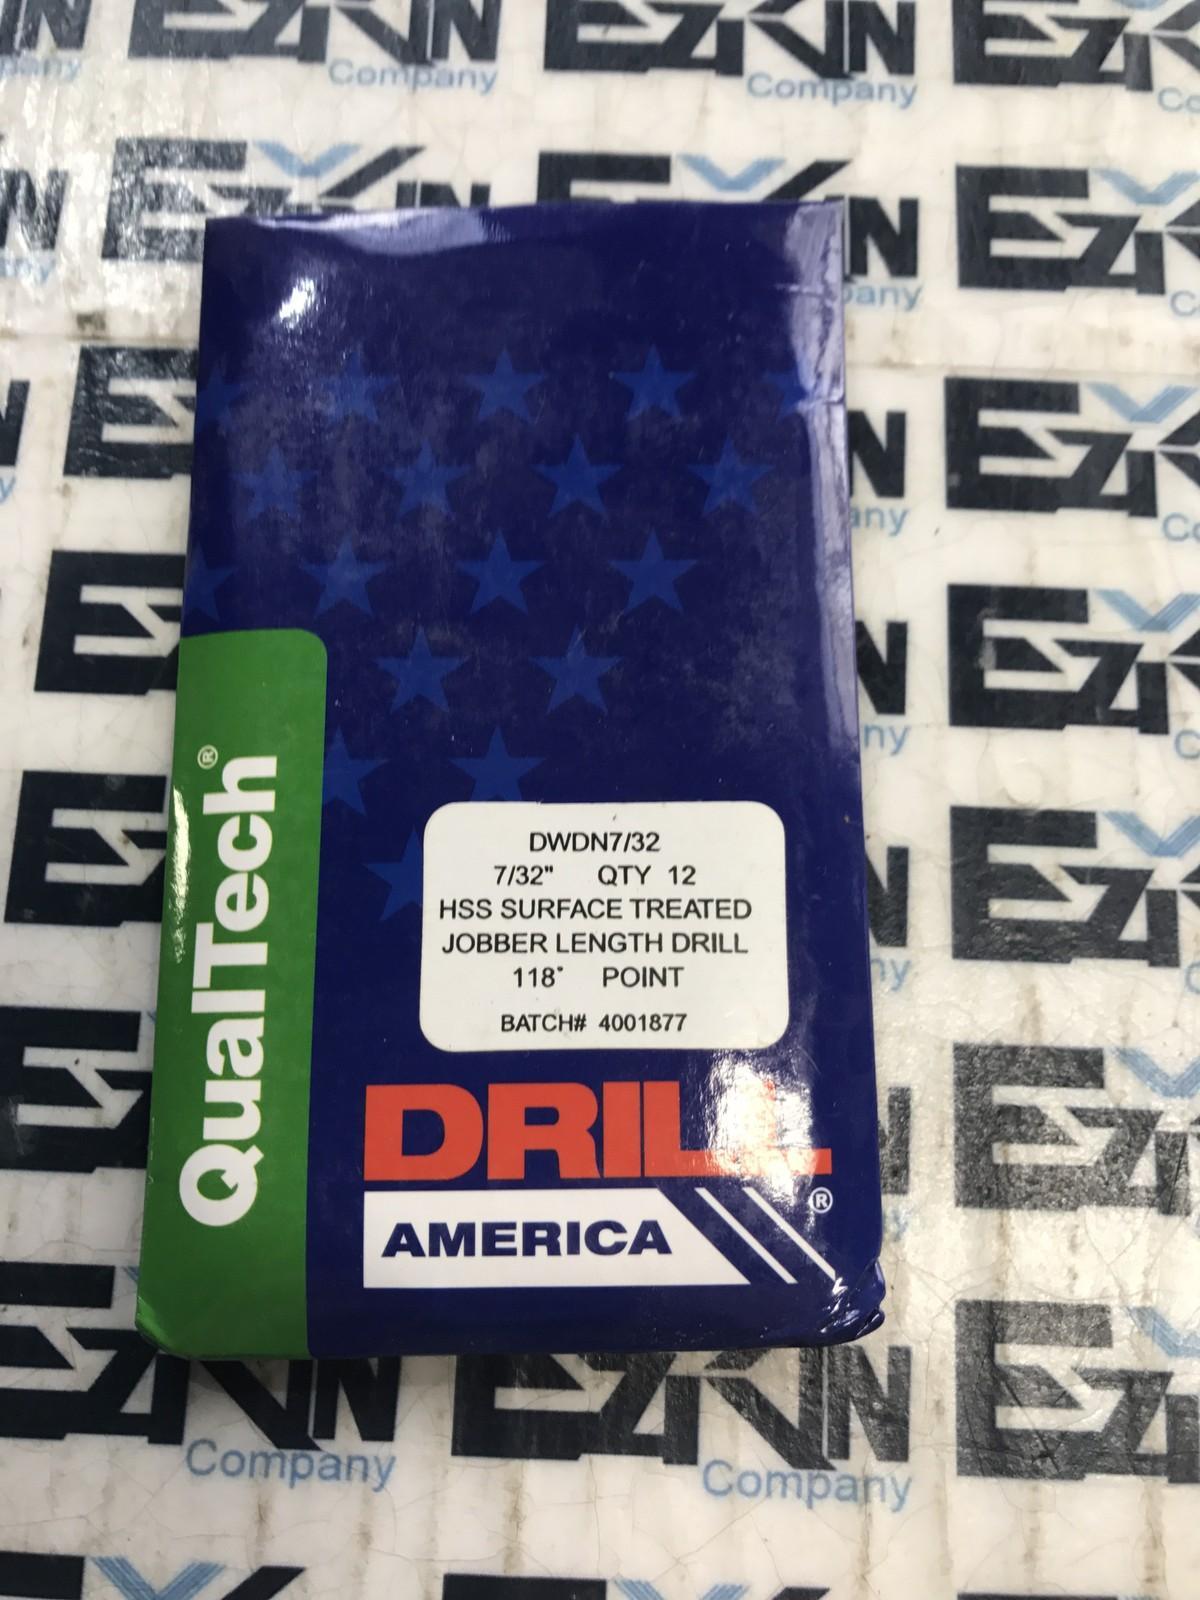 DWDN7/32
7/32" QTY 12
HSS SURFACE TREATED
JOBBER LENGTH DRILL
118° POINT
BATCH# 4001877
QualTech®
DRILL
AMERICA®
Company
Company
Company
Company